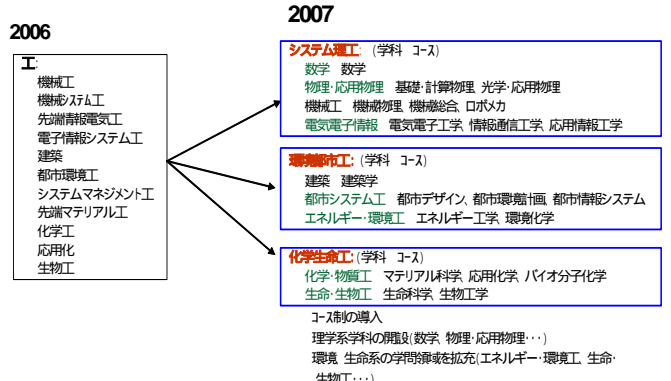 2006
工:
機械工
機械システム工
先端情報電気工
電子情報システム工
建築
都市環境工
システムマネジメント工
先端マテリアル工
化学工
応用化
生物工
2007
システム理工: (学科 コース)
数学 数学
物理・応用物理 基礎・計算物理, 光学・応用物理
機械工 機械物理, 機械総合, ロボメカ
電気電子情報 電気電子工学, 情報通信工学, 応用情報工学
環境都市工: (学科 コース)
建築 建築学
都市システム工 都市デザイン, 都市環境計画, 都市情報システム
エネルギー・環境工 エネルギー工学, 環境化学
化学生命工: (学科 コース)
化学・物質工 マテリアル科学, 応用化学, バイオ分子化学
生命・生物工 生命科学, 生物工学
コース制の導入
理学系学科の開設(数学, 物理・応用物理・・・)
環境, 生命系の学問領域を拡充(エネルギー・環境工, 生命・
生物工・・・)